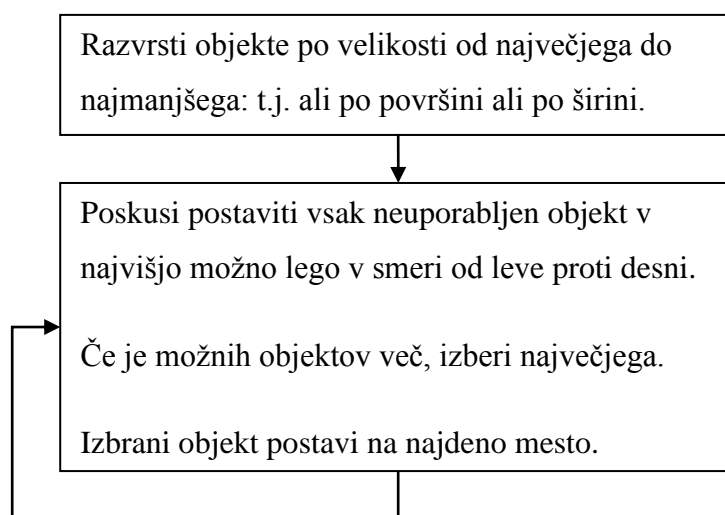 Razvrsti objekte po velikosti od največjega do
najmanjšega: t.j. ali po površini ali po širini.
Poskusi postaviti vsak neuporabljen objekt v
najvišjo možno lego v smeri od leve proti desni.
Če je možnih objektov več, izberi največjega.
Izbrani objekt postavi na najdeno mesto.